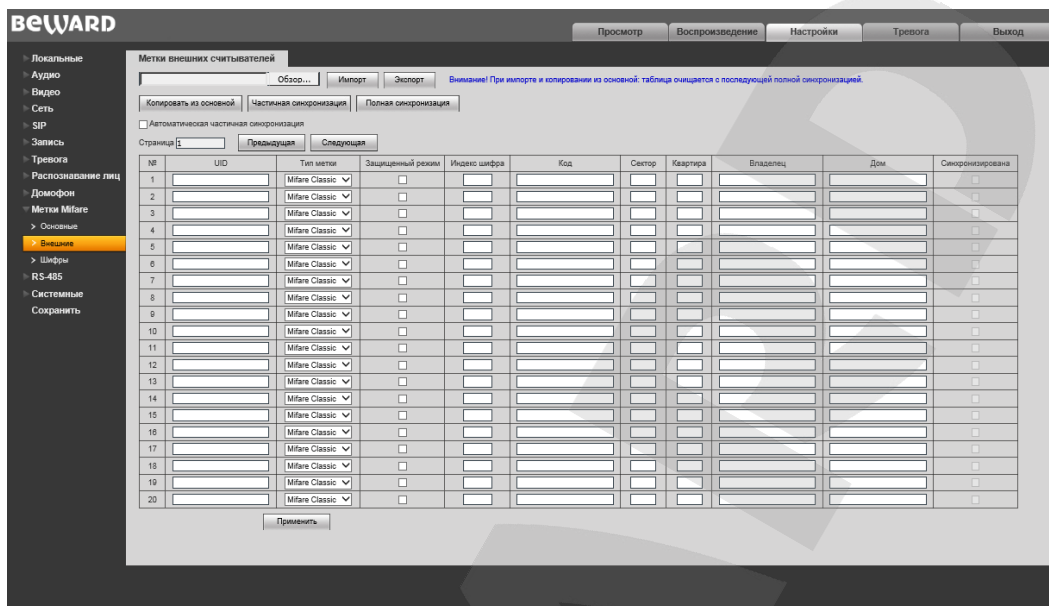 BEWARD
Просмотр Воспроизведение Настройки Тревога Выход
Локальные
Аудио
Видео
Сеть
SIP
Запись
Тревога
Распознавание лиц
Домофон
Метки Mifare
> Основные
> Внешние
> Шифры
RS-485
Системные
Сохранить
Метки внешних считывателей
Обзор... Импорт Экспорт Внимание! При импорте и копировании из основной: таблица очищается с последующей полной синхронизацией.
Копировать из основной Частичная синхронизация Полная синхронизация
Автоматическая частичная синхронизация
Страница 1 Предыдущая Следующая
№ UID Тип метки Защищенный режим Индекс шифра Код Сектор Квартира Владелец Дом Синхронизирована
1 Mifare Classic
2 Mifare Classic
3 Mifare Classic
4 Mifare Classic
5 Mifare Classic
6 Mifare Classic
7 Mifare Classic
8 Mifare Classic
9 Mifare Classic
10 Mifare Classic
11 Mifare Classic
12 Mifare Classic
13 Mifare Classic
14 Mifare Classic
15 Mifare Classic
16 Mifare Classic
17 Mifare Classic
18 Mifare Classic
19 Mifare Classic
20 Mifare Classic
Применить